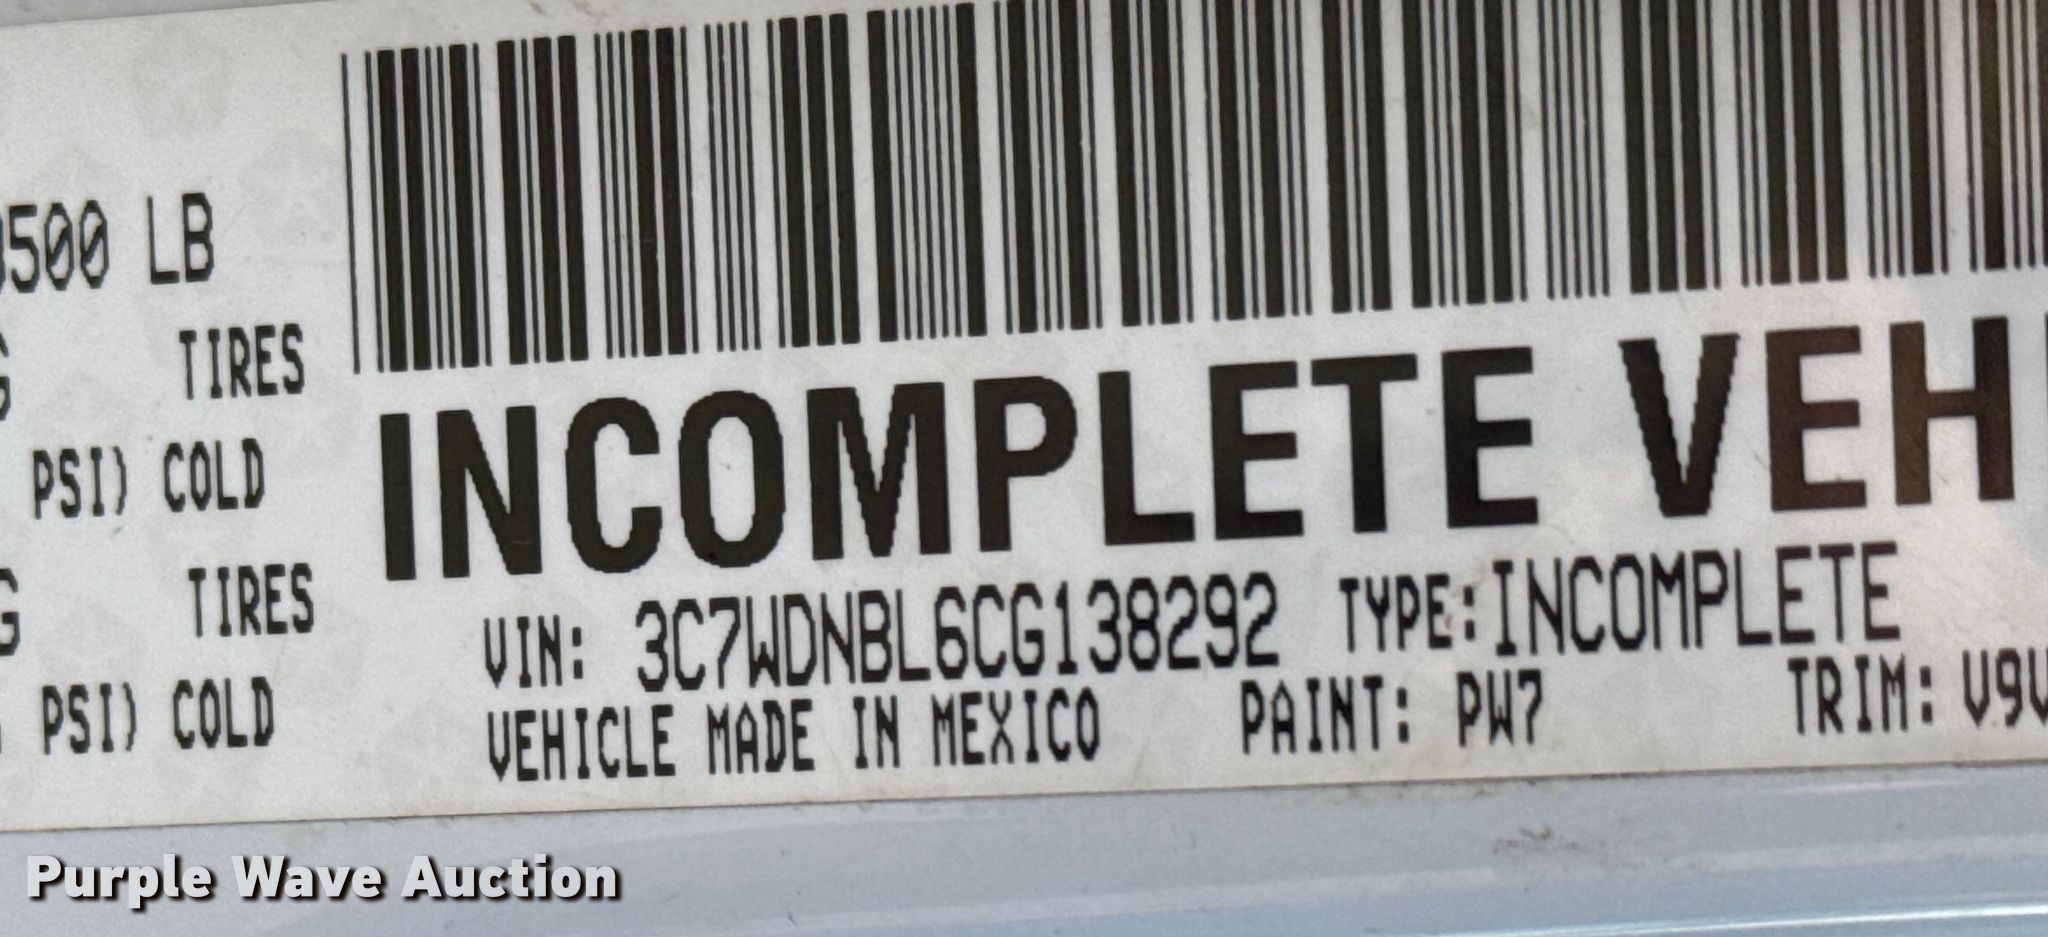 500 LB
TIRES
PSI) COLD
TIRES
PSI) COLD
INCOMPLETE VEH
VIN: 3C7WDNBL6CG138292 TYPE:INCOMPLETE
VEHICLE MADE IN MEXICO PAINT: PW7 TRIM: V9V
Purple Wave Auction